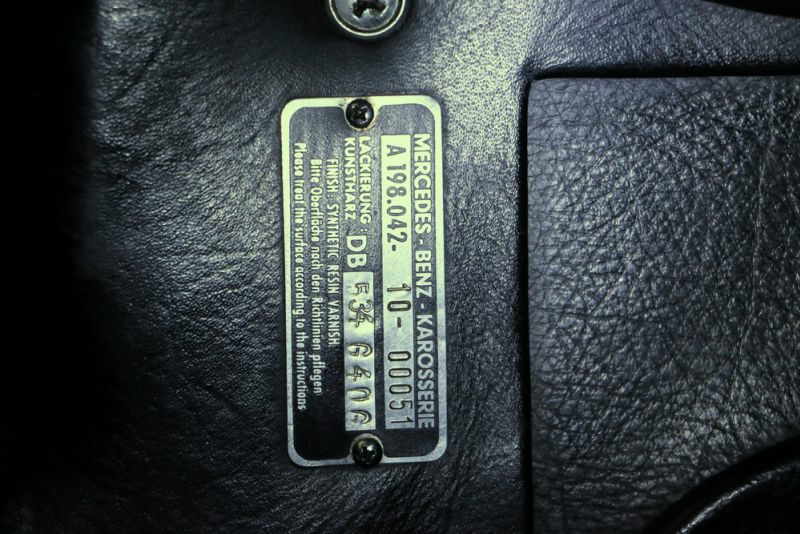 MERCEDES - BENZ - KAROSSERIE
A 198.042- 10- 00051
LACKIERUNG
KUNSTHARZ DB 534 G40G
FINISH: SYNTHETIC RESIN VARNISH
Bitte Oberfläche nach den Richtlinien pflegen
Please treat the surface according to the instructions